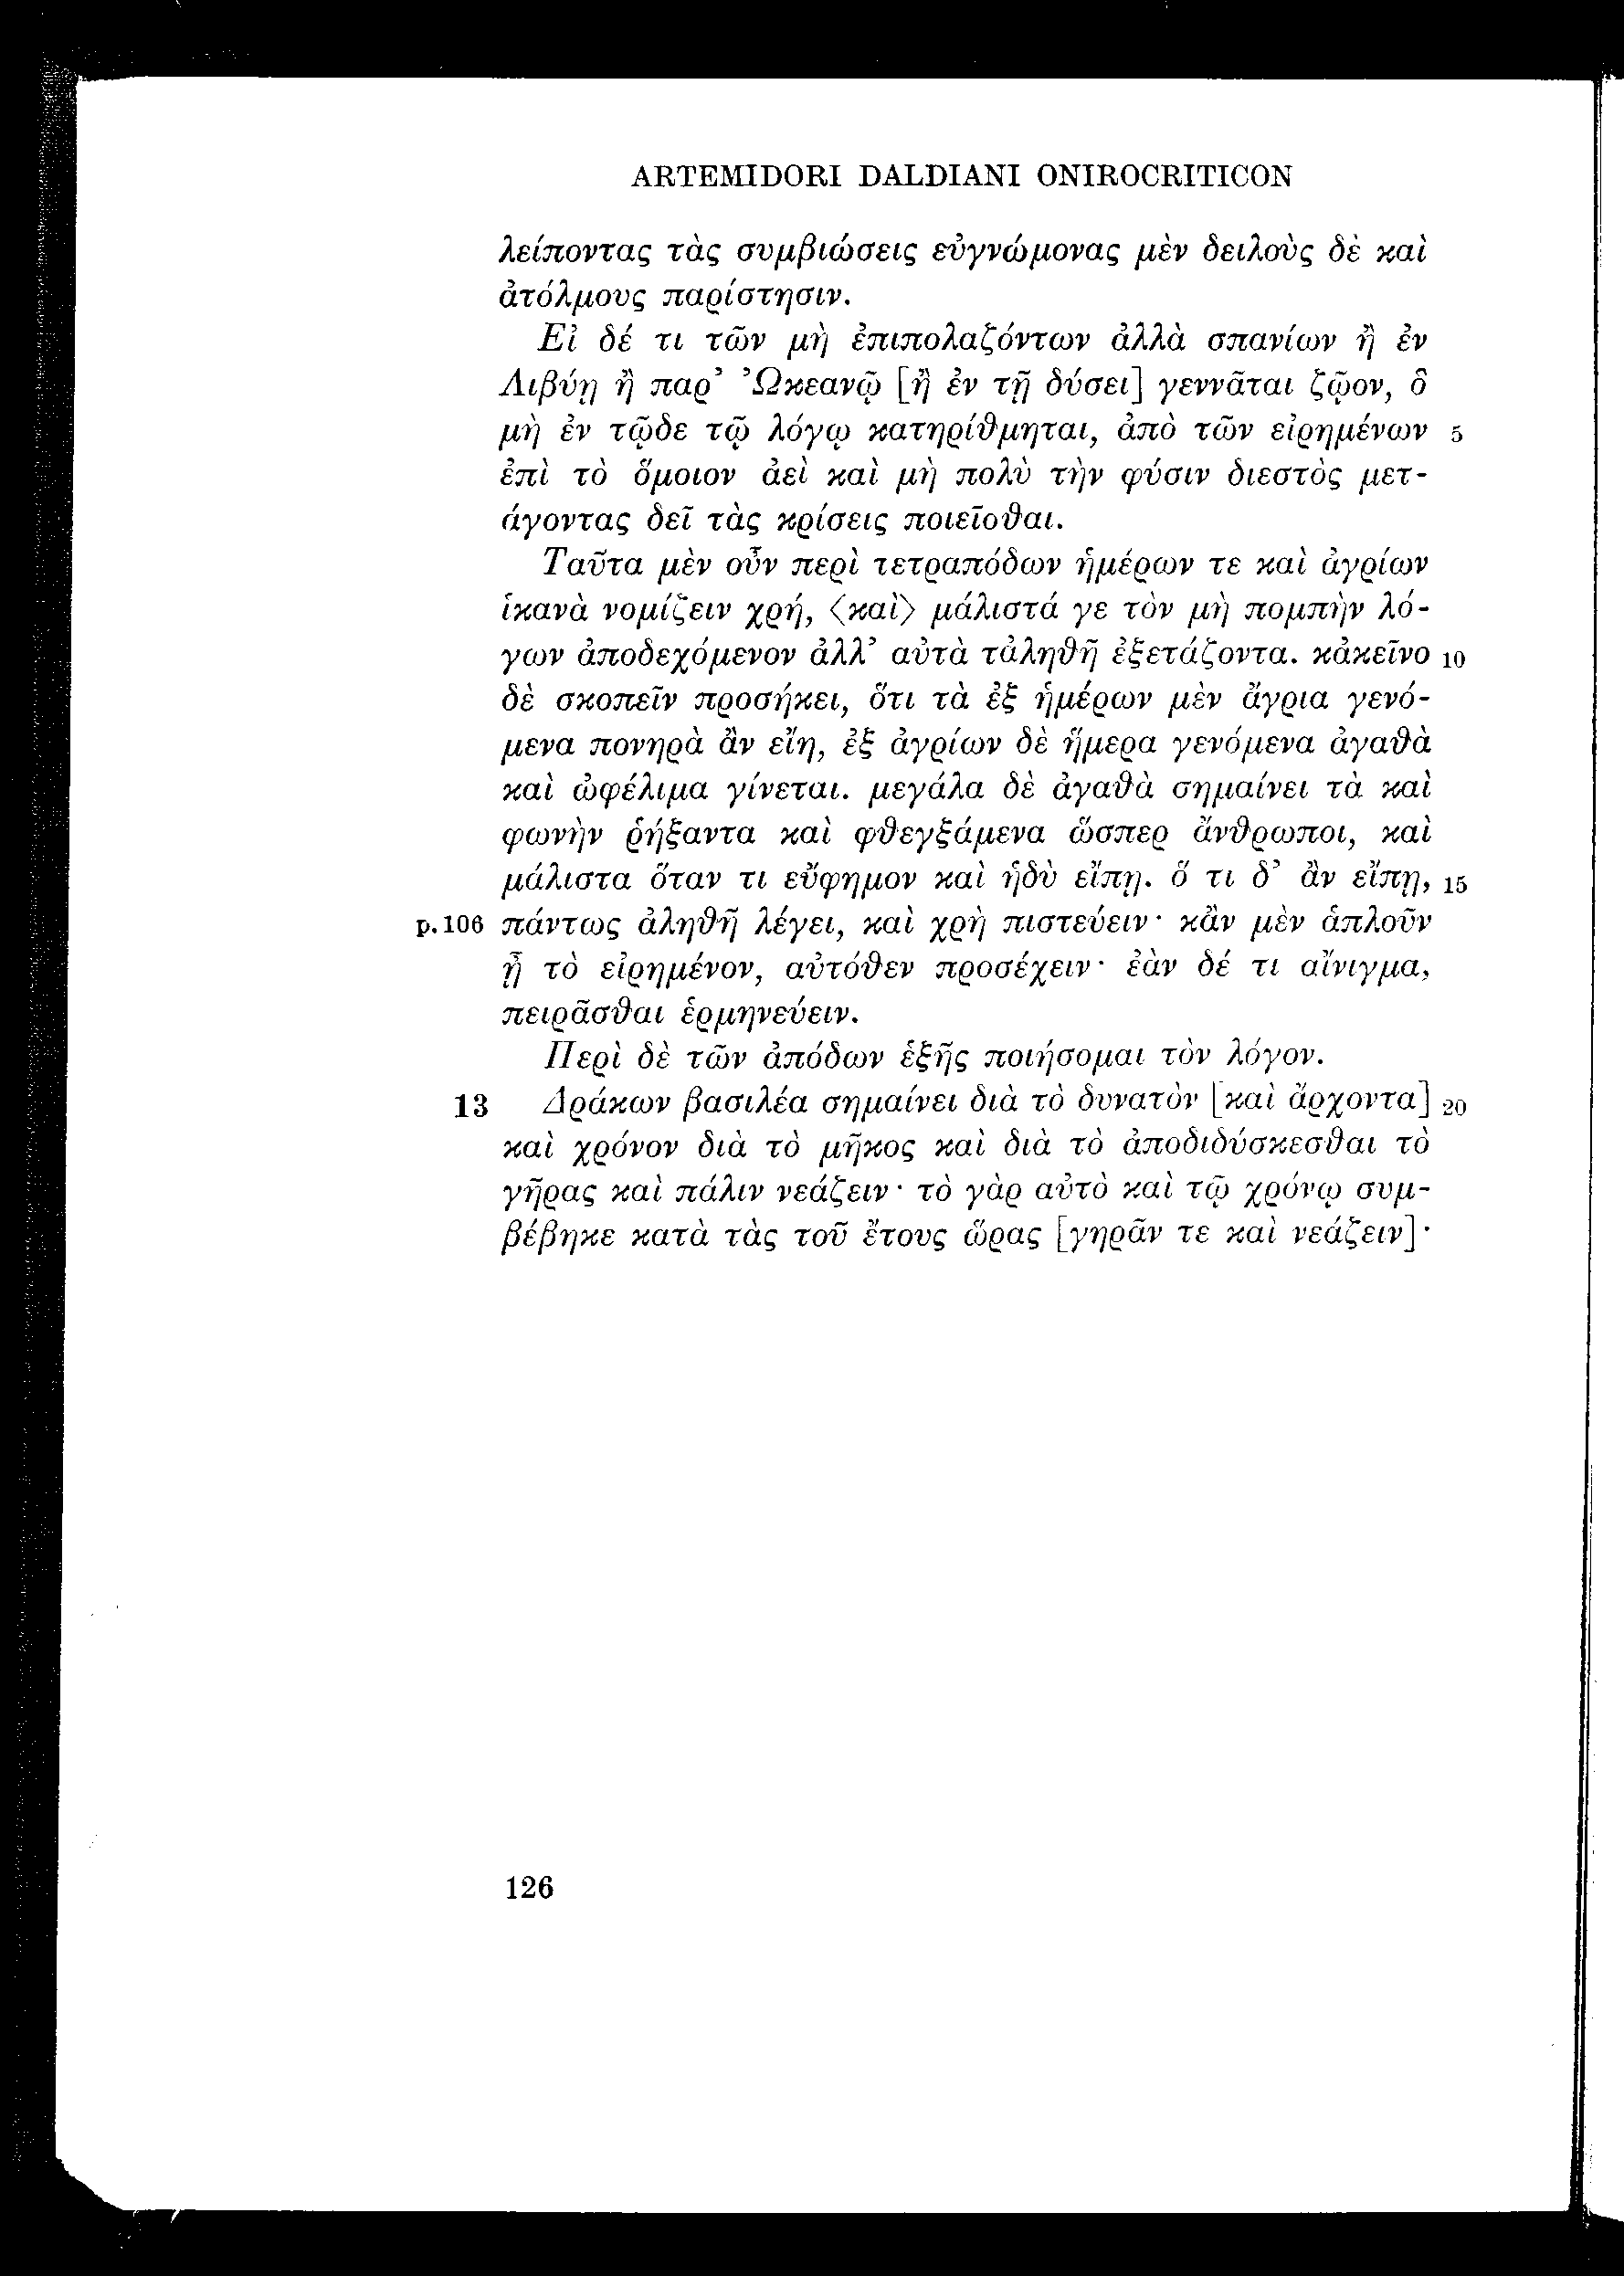 ARTEMIDORI DALDIANI ONIROCRITICON
λείποντας τὰς συμβιώσεις εὐγνώμονας μὲν δειλοὺς δὲ καὶ
ἀτόλμους παρίστησιν.
Εἰ δέ τι τῶν μὴ ἐπιπολαζόντων ἀλλὰ σπανίων ἢ ἐν
Λιβύῃ ἢ παρ’ Ὠκεανῷ [ἢ ἐν τῇ δύσει] γεννᾶται ζῷον, ὃ
μὴ ἐν τῷδε τῷ λόγῳ κατηρίθμηται, ἀπὸ τῶν εἰρημένων 5
ἐπὶ τὸ ὅμοιον ἀεὶ καὶ μὴ πολὺ τὴν φύσιν διεστὸς μετ-
άγοντας δεῖ τὰς κρίσεις ποιεῖσθαι.
Ταῦτα μὲν οὖν περὶ τετραπόδων ἡμέρων τε καὶ ἀγρίων
ἱκανὰ νομίζειν χρή, ⟨καὶ⟩ μάλιστά γε τὸν μὴ πομπὴν λό-
γων ἀποδεχόμενον ἀλλ’ αὐτὰ τἀληθῆ ἐξετάζοντα. κἀκεῖνο 10
δὲ σκοπεῖν προσήκει, ὅτι τὰ ἐξ ἡμέρων μὲν ἄγρια γενό-
μενα πονηρὰ ἂν εἴη, ἐξ ἀγρίων δὲ ἥμερα γενόμενα ἀγαθὰ
καὶ ὠφέλιμα γίνεται. μεγάλα δὲ ἀγαθὰ σημαίνει τὰ καὶ
φωνὴν ῥήξαντα καὶ φθεγξάμενα ὥσπερ ἄνθρωποι, καὶ
μάλιστα ὅταν τι εὔφημον καὶ ἡδὺ εἴπῃ. ὅ τι δ’ ἂν εἴπῃ, 15
p.106 πάντως ἀληθῆ λέγει, καὶ χρὴ πιστεύειν· κἂν μὲν ἁπλοῦν
ᾖ τὸ εἰρημένον, αὐτόθεν προσέχειν· ἐὰν δέ τι αἴνιγμα,
πειρᾶσθαι ἑρμηνεύειν.
Περὶ δὲ τῶν ἀπόδων ἑξῆς ποιήσομαι τὸν λόγον.
13 Δράκων βασιλέα σημαίνει διὰ τὸ δυνατὸν [καὶ ἄρχοντα] 20
καὶ χρόνον διὰ τὸ μῆκος καὶ διὰ τὸ ἀποδιδύσκεσθαι τὸ
γῆρας καὶ πάλιν νεάζειν· τὸ γὰρ αὐτὸ καὶ τῷ χρόνῳ συμ-
βέβηκε κατὰ τὰς τοῦ ἔτους ὥρας [γηρᾶν τε καὶ νεάζειν]·
126